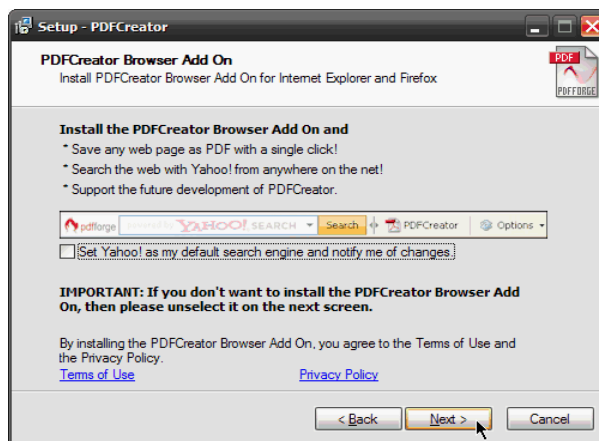 Setup - PDFCreator
PDFCreator Browser Add On
Install PDFCreator Browser Add On for Internet Explorer and Firefox
PDF
PDFFORGE
Install the PDFCreator Browser Add On and
* Save any web page as PDF with a single click!
* Search the web with Yahoo! from anywhere on the net!
* Support the future development of PDFCreator.
pdfforge powered by YAHOO! SEARCH Search PDFCreator Options
Set Yahoo! as my default search engine and notify me of changes.
IMPORTANT: If you don't want to install the PDFCreator Browser Add
On, then please unselect it on the next screen.
By installing the PDFCreator Browser Add On, you agree to the Terms of Use and
the Privacy Policy.
Terms of Use Privacy Policy
< Back Next > Cancel